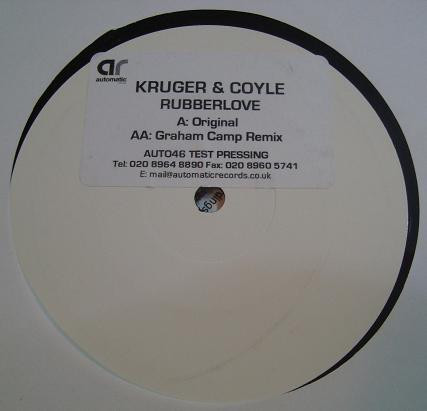 ar
automatic
KRUGER & COYLE
RUBBERLOVE
A: Original
AA: Graham Camp Remix
AUTO46 TEST PRESSING
Tel: 020 8964 8890 Fax: 020 8960 5741
E: mail@automaticrecords.co.uk